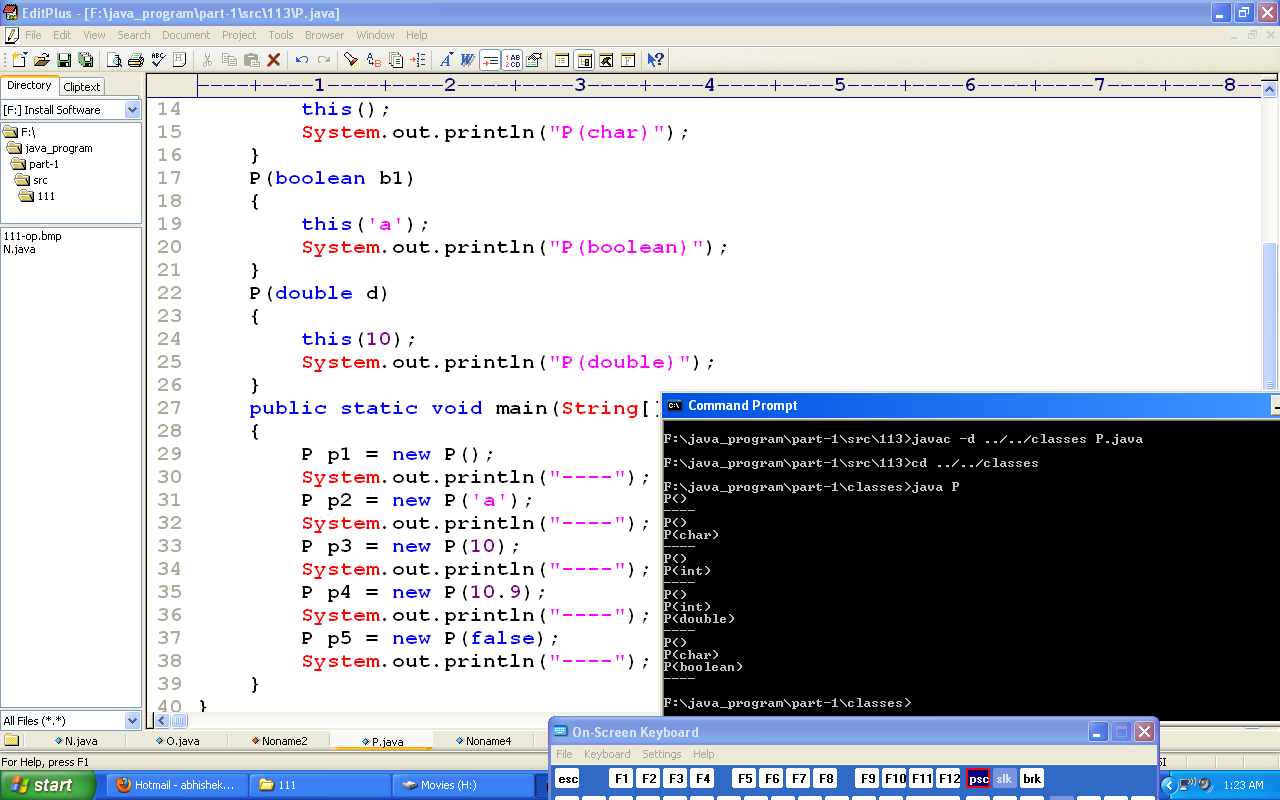 EditPlus - [F:\java_program\part-1\src\113\P.java]
File Edit View Search Document Project Tools Browser Window Help
Directory Cliptext
[F:] Install Software
F:\
java_program
part-1
src
111
111-op.bmp
N.java
All Files (*.*)
----+----1----+----2----+----3----+----4----+----5----+----6----+----7----+----8--
14 this();
15 System.out.println("P(char)");
16 }
17 P(boolean b1)
18 {
19 this('a');
20 System.out.println("P(boolean)");
21 }
22 P(double d)
23 {
24 this(10);
25 System.out.println("P(double)");
26 }
27 public static void main(String[]
28 {
29 P p1 = new P();
30 System.out.println("----");
31 P p2 = new P('a');
32 System.out.println("----");
33 P p3 = new P(10);
34 System.out.println("----");
35 P p4 = new P(10.9);
36 System.out.println("----");
37 P p5 = new P(false);
38 System.out.println("----");
39 }
40 }
Command Prompt
F:\java_program\part-1\src\113>javac -d ../../classes P.java
F:\java_program\part-1\src\113>cd ../../classes
F:\java_program\part-1\classes>java P
P()
----
P()
P(char)
----
P()
P(int)
----
P()
P(int)
P(double)
----
P()
P(char)
P(boolean)
----
F:\java_program\part-1\classes>
N.java O.java Noname2 P.java Noname4
For Help, press F1
On-Screen Keyboard
File Keyboard Settings Help
esc F1 F2 F3 F4 F5 F6 F7 F8 F9 F10 F11 F12 psc slk brk
start Hotmail - abhishek... 111 Movies (H:) 1:23 AM